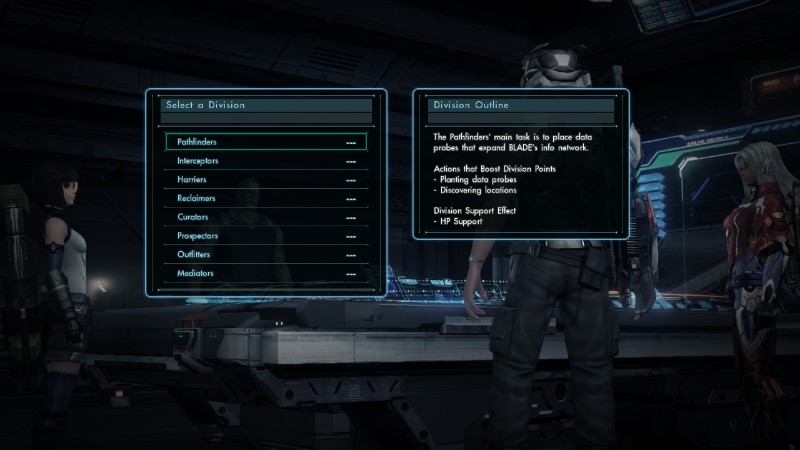 Select a Division
Pathfinders ---
Interceptors ---
Harriers ---
Reclaimers ---
Curators ---
Prospectors ---
Outfitters ---
Mediators ---
Division Outline
The Pathfinders' main task is to place data
probes that expand BLADE's info network.
Actions that Boost Division Points
- Planting data probes
- Discovering locations
Division Support Effect
- HP Support